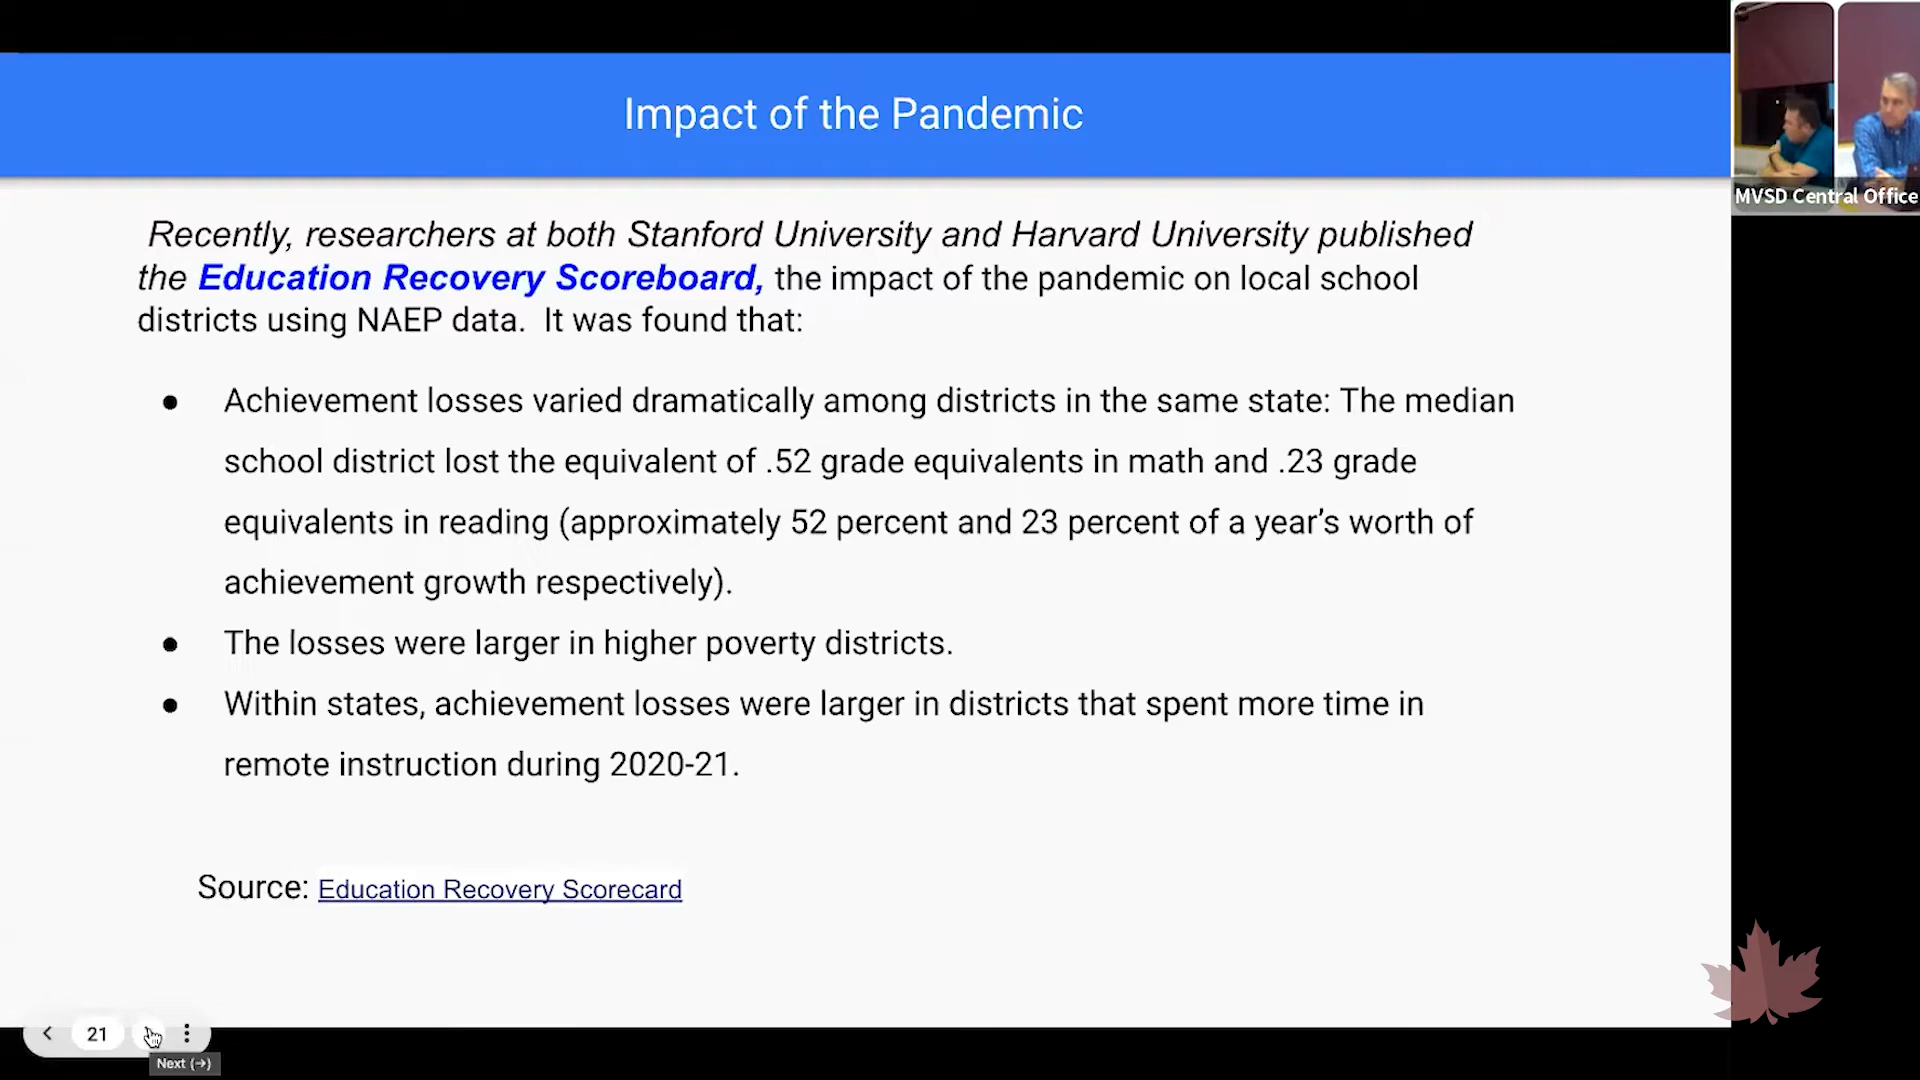 Impact of the Pandemic
MVSD Central Office
Recently, researchers at both Stanford University and Harvard University published
the Education Recovery Scoreboard, the impact of the pandemic on local school
districts using NAEP data. It was found that:
● Achievement losses varied dramatically among districts in the same state: The median
school district lost the equivalent of .52 grade equivalents in math and .23 grade
equivalents in reading (approximately 52 percent and 23 percent of a year’s worth of
achievement growth respectively).
● The losses were larger in higher poverty districts.
● Within states, achievement losses were larger in districts that spent more time in
remote instruction during 2020-21.
Source: Education Recovery Scorecard
21
Next (→)